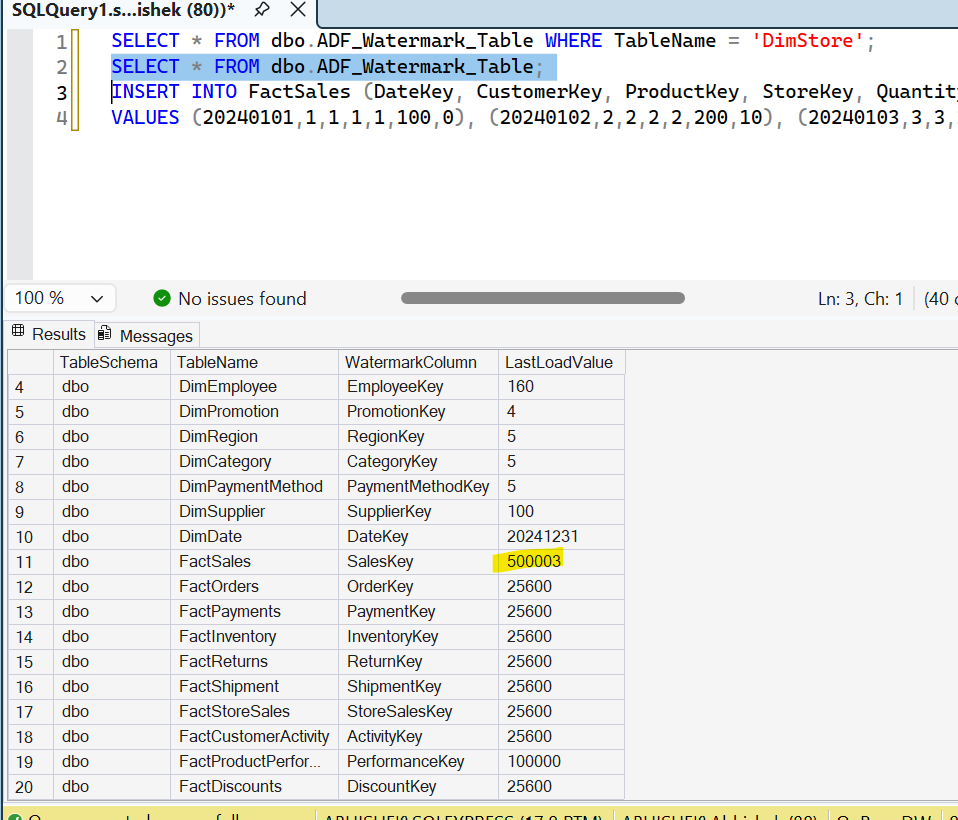 SQLQuery1.s...ishek (80))*
1 SELECT * FROM dbo.ADF_Watermark_Table WHERE TableName = 'DimStore';
2 SELECT * FROM dbo.ADF_Watermark_Table;
3 INSERT INTO FactSales (DateKey, CustomerKey, ProductKey, StoreKey, Quantity
4 VALUES (20240101,1,1,1,1,100,0), (20240102,2,2,2,2,200,10), (20240103,3,3,
100 % No issues found Ln: 3, Ch: 1 (40
Results Messages
TableSchema TableName WatermarkColumn LastLoadValue
4 dbo DimEmployee EmployeeKey 160
5 dbo DimPromotion PromotionKey 4
6 dbo DimRegion RegionKey 5
7 dbo DimCategory CategoryKey 5
8 dbo DimPaymentMethod PaymentMethodKey 5
9 dbo DimSupplier SupplierKey 100
10 dbo DimDate DateKey 20241231
11 dbo FactSales SalesKey 500003
12 dbo FactOrders OrderKey 25600
13 dbo FactPayments PaymentKey 25600
14 dbo FactInventory InventoryKey 25600
15 dbo FactReturns ReturnKey 25600
16 dbo FactShipment ShipmentKey 25600
17 dbo FactStoreSales StoreSalesKey 25600
18 dbo FactCustomerActivity ActivityKey 25600
19 dbo FactProductPerfor... PerformanceKey 100000
20 dbo FactDiscounts DiscountKey 25600